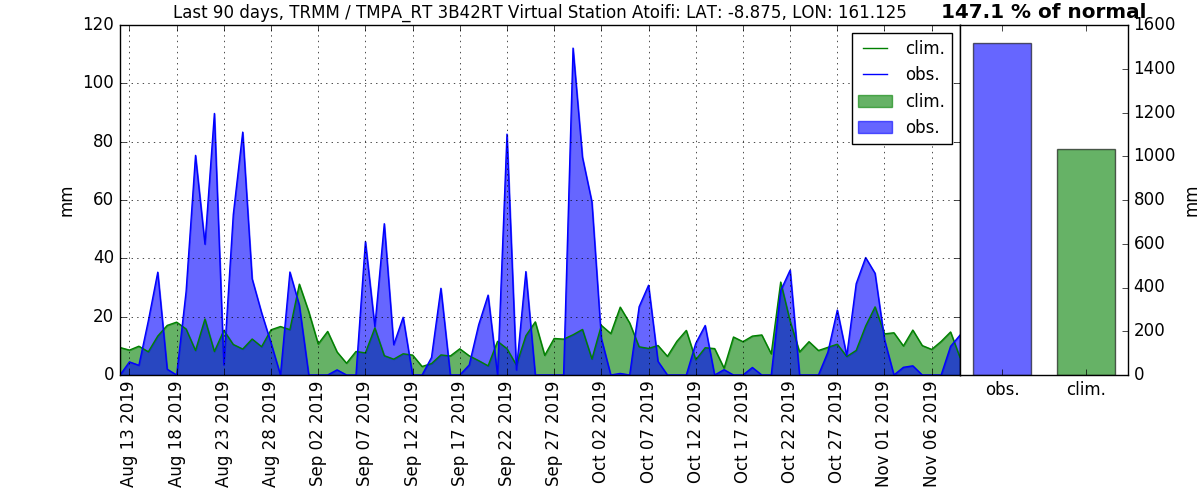 Last 90 days, TRMM / TMPA_RT 3B42RT Virtual Station Atoifi: LAT: -8.875, LON: 161.125
147.1 % of normal
120
100
80
60
40
20
0
mm
clim.
obs.
clim.
obs.
1600
1400
1200
1000
800
600
400
200
0
mm
obs.
clim.
Aug 13 2019
Aug 18 2019
Aug 23 2019
Aug 28 2019
Sep 02 2019
Sep 07 2019
Sep 12 2019
Sep 17 2019
Sep 22 2019
Sep 27 2019
Oct 02 2019
Oct 07 2019
Oct 12 2019
Oct 17 2019
Oct 22 2019
Oct 27 2019
Nov 01 2019
Nov 06 2019